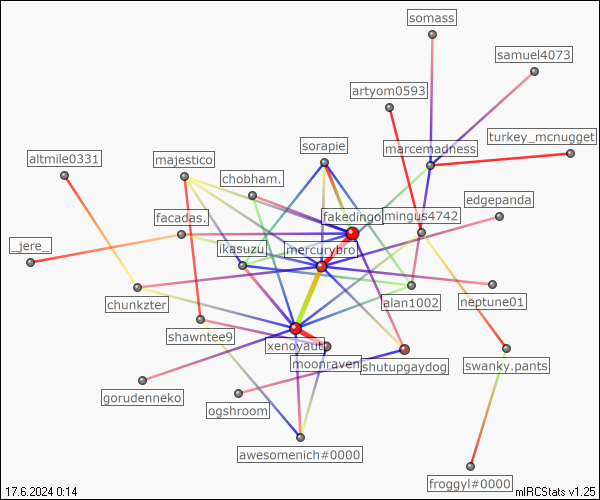 somass
samuel4073
artyom0593
turkey_mcnugget
sorapie
marcemadness
altmile0331
majestico
chobham.
edgepanda
facadas.
fakedingo
mingus4742
_jere_
ikasuzu
mercurybro
chunkzter
alan1002
neptune01
shawntee9
xenoyaut
moonraven
shutupgaydog
swanky.pants
gorudenneko
ogshroom
awesomenich#0000
froggyl#0000
17.6.2024 0:14
mIRCStats v1.25